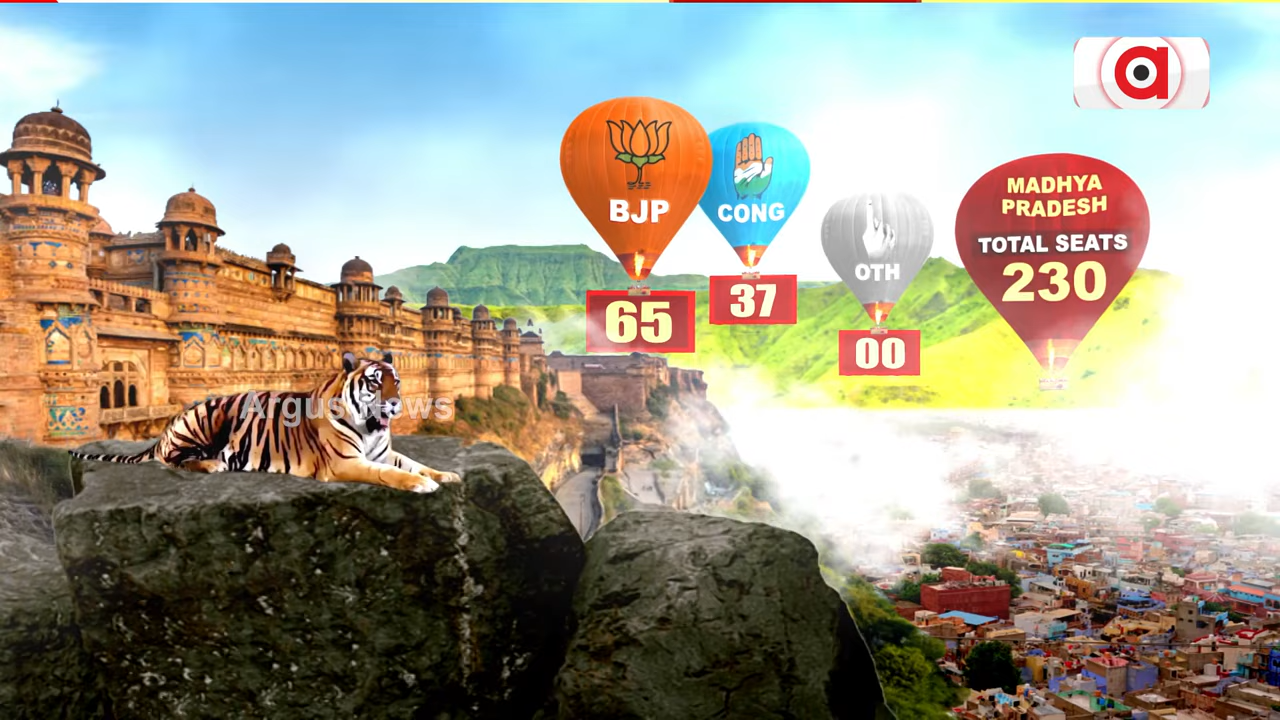 BJP
65
CONG
37
OTH
00
MADHYA
PRADESH
TOTAL SEATS
230
a
Argus News